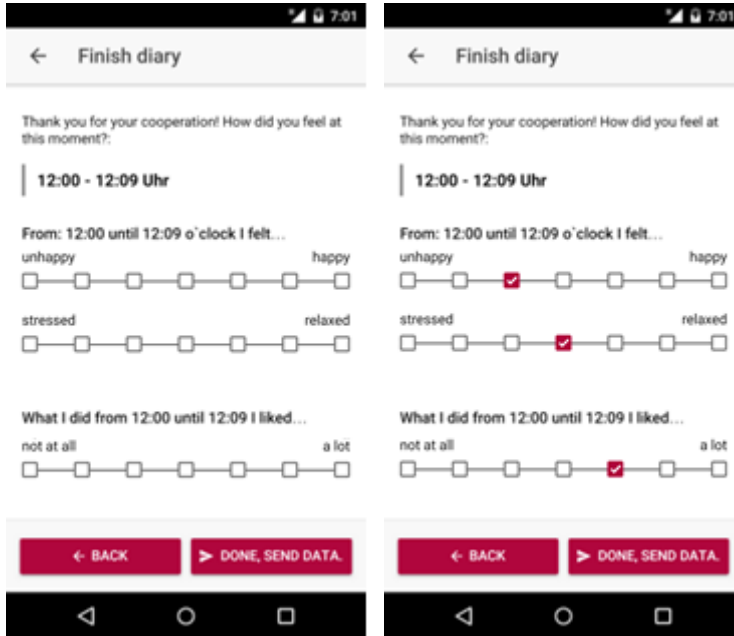 7:01
Finish diary
Thank you for your cooperation! How did you feel at
this moment?:
12:00 - 12:09 Uhr
From: 12:00 until 12:09 o`clock I felt...
unhappy happy
stressed relaxed
What I did from 12:00 until 12:09 I liked...
not at all a lot
BACK DONE, SEND DATA.
7:01
Finish diary
Thank you for your cooperation! How did you feel at
this moment?:
12:00 - 12:09 Uhr
From: 12:00 until 12:09 o`clock I felt...
unhappy happy
stressed relaxed
What I did from 12:00 until 12:09 I liked...
not at all a lot
BACK DONE, SEND DATA.